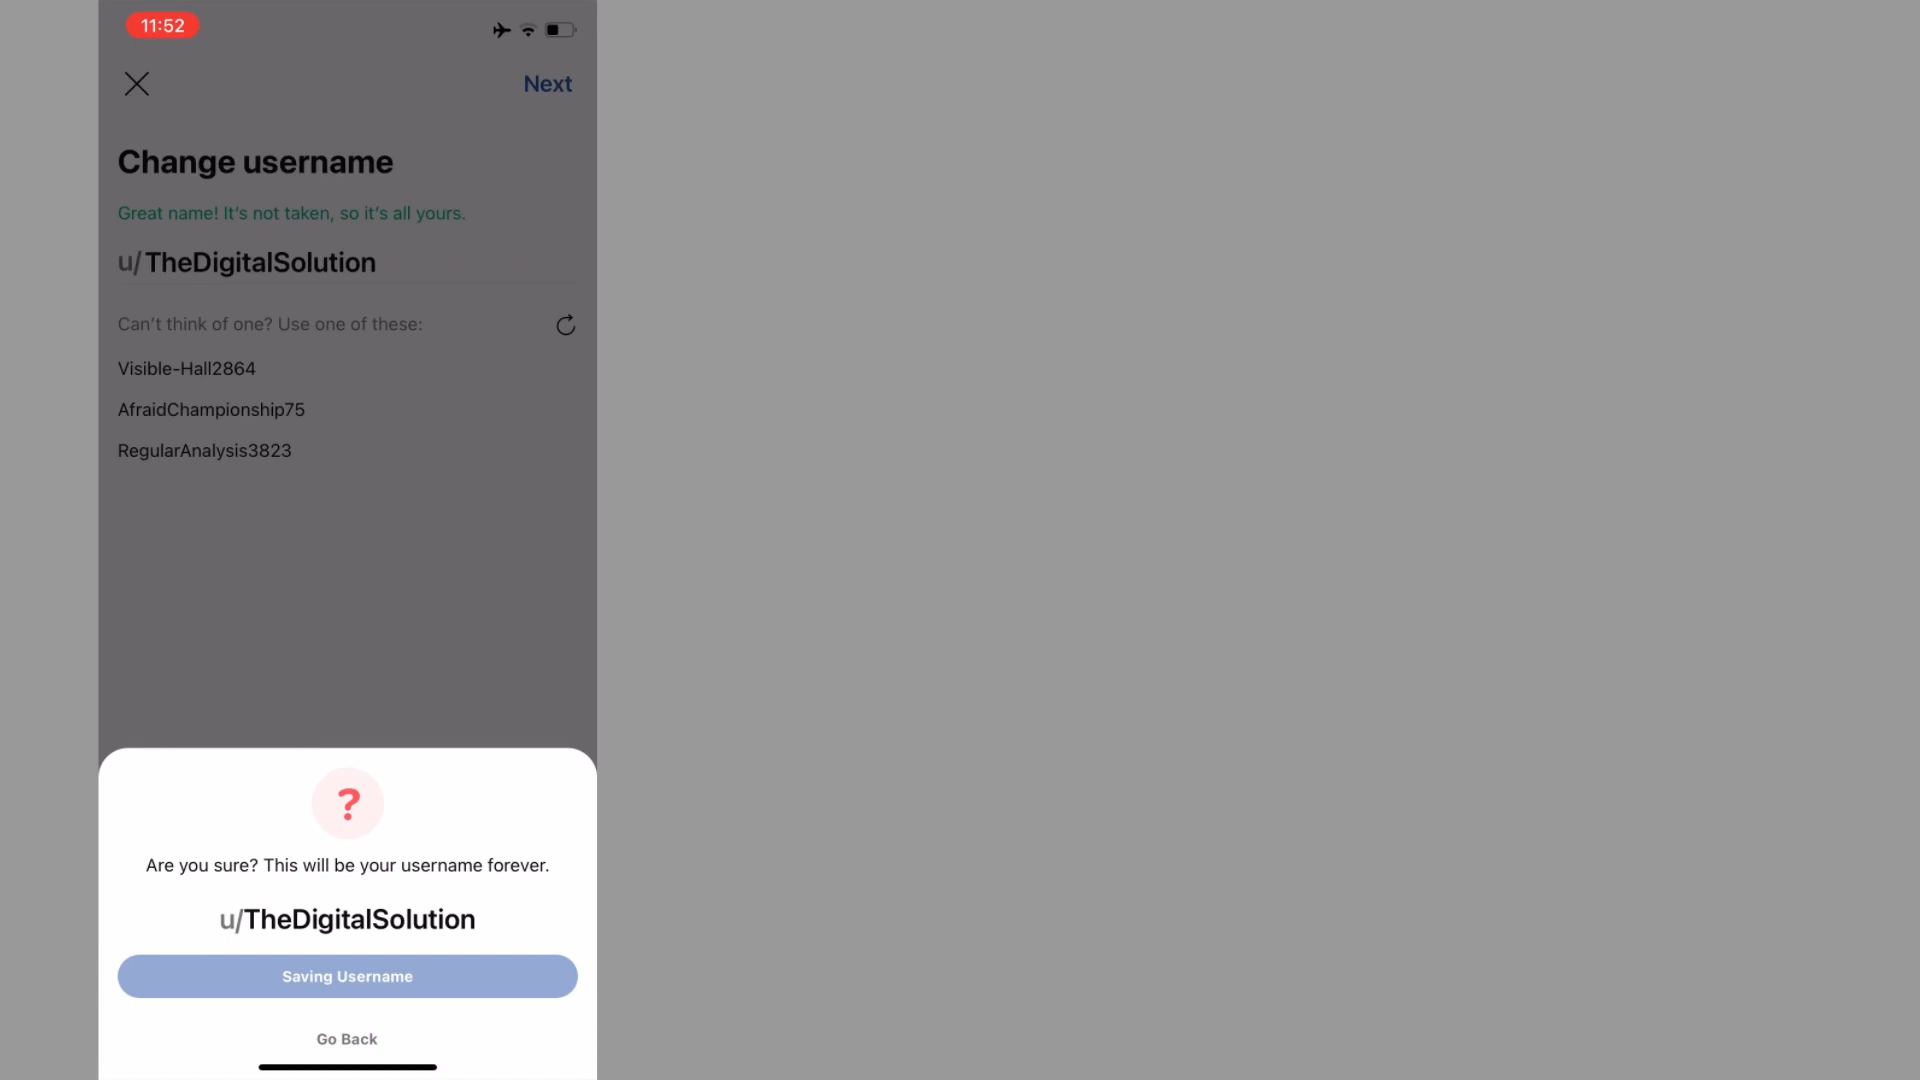 11:52
Next
Change username
Great name! It's not taken, so it's all yours.
u/TheDigitalSolution
Can't think of one? Use one of these:
Visible-Hall2864
AfraidChampionship75
RegularAnalysis3823
?
Are you sure? This will be your username forever.
u/TheDigitalSolution
Saving Username
Go Back